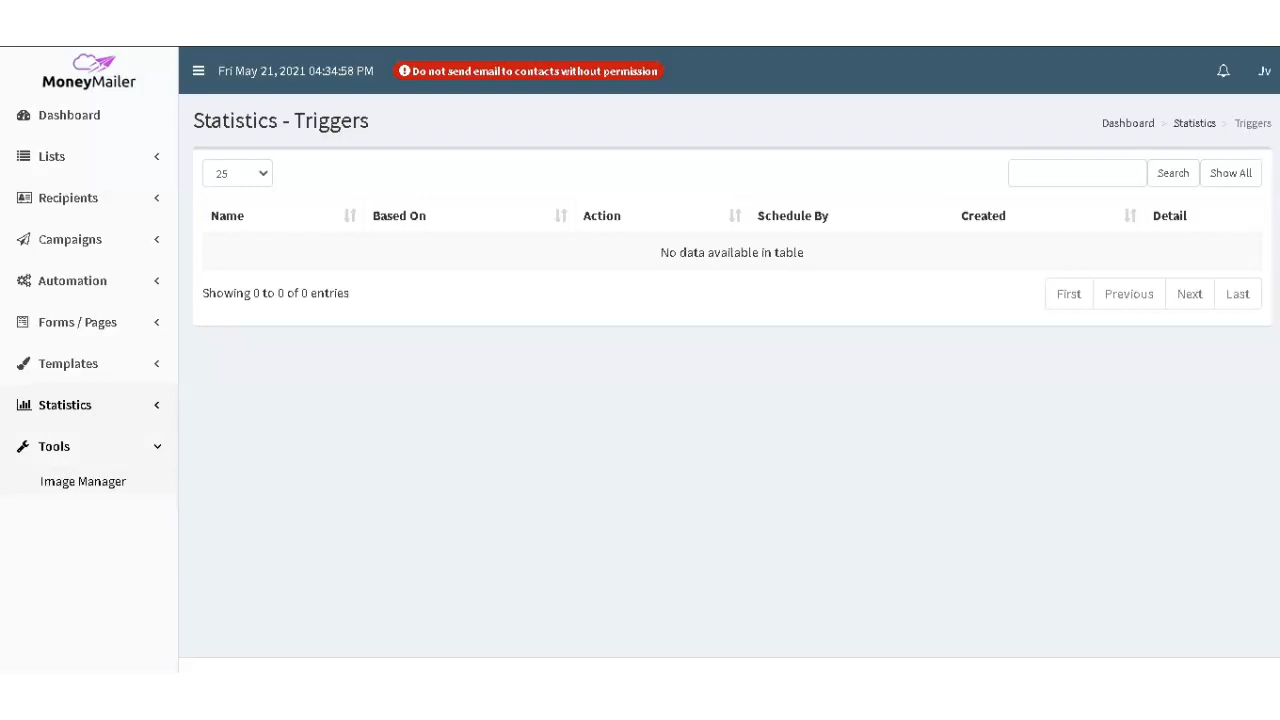 MoneyMailer
Fri May 21, 2021 04:34:58 PM
Do not send email to contacts without permission
Jv
Dashboard
Lists
Recipients
Campaigns
Automation
Forms / Pages
Templates
Statistics
Tools
Image Manager
Statistics - Triggers
Dashboard > Statistics > Triggers
25
Search Show All
Name Based On Action Schedule By Created Detail
No data available in table
Showing 0 to 0 of 0 entries
First Previous Next Last